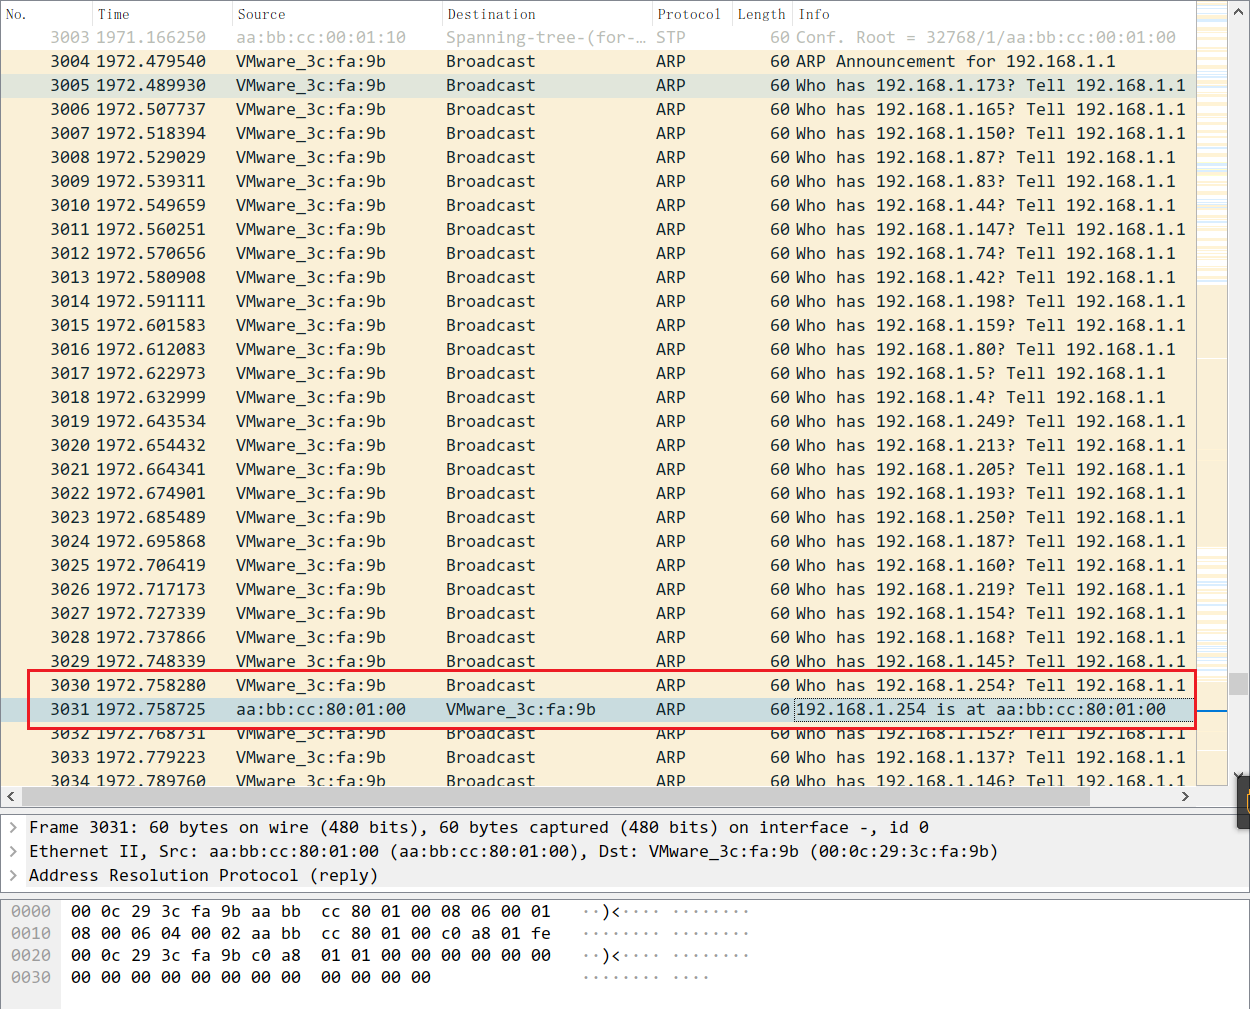 No. Time Source Destination Protocol Length Info
3003 1971.166250 aa:bb:cc:00:01:10 Spanning-tree-(for-… STP 60 Conf. Root = 32768/1/aa:bb:cc:00:01:00
3004 1972.479540 VMware_3c:fa:9b Broadcast ARP 60 ARP Announcement for 192.168.1.1
3005 1972.489930 VMware_3c:fa:9b Broadcast ARP 60 Who has 192.168.1.173? Tell 192.168.1.1
3006 1972.507737 VMware_3c:fa:9b Broadcast ARP 60 Who has 192.168.1.165? Tell 192.168.1.1
3007 1972.518394 VMware_3c:fa:9b Broadcast ARP 60 Who has 192.168.1.150? Tell 192.168.1.1
3008 1972.529029 VMware_3c:fa:9b Broadcast ARP 60 Who has 192.168.1.87? Tell 192.168.1.1
3009 1972.539311 VMware_3c:fa:9b Broadcast ARP 60 Who has 192.168.1.83? Tell 192.168.1.1
3010 1972.549659 VMware_3c:fa:9b Broadcast ARP 60 Who has 192.168.1.44? Tell 192.168.1.1
3011 1972.560251 VMware_3c:fa:9b Broadcast ARP 60 Who has 192.168.1.147? Tell 192.168.1.1
3012 1972.570656 VMware_3c:fa:9b Broadcast ARP 60 Who has 192.168.1.74? Tell 192.168.1.1
3013 1972.580908 VMware_3c:fa:9b Broadcast ARP 60 Who has 192.168.1.42? Tell 192.168.1.1
3014 1972.591111 VMware_3c:fa:9b Broadcast ARP 60 Who has 192.168.1.198? Tell 192.168.1.1
3015 1972.601583 VMware_3c:fa:9b Broadcast ARP 60 Who has 192.168.1.159? Tell 192.168.1.1
3016 1972.612083 VMware_3c:fa:9b Broadcast ARP 60 Who has 192.168.1.80? Tell 192.168.1.1
3017 1972.622973 VMware_3c:fa:9b Broadcast ARP 60 Who has 192.168.1.5? Tell 192.168.1.1
3018 1972.632999 VMware_3c:fa:9b Broadcast ARP 60 Who has 192.168.1.4? Tell 192.168.1.1
3019 1972.643534 VMware_3c:fa:9b Broadcast ARP 60 Who has 192.168.1.249? Tell 192.168.1.1
3020 1972.654432 VMware_3c:fa:9b Broadcast ARP 60 Who has 192.168.1.213? Tell 192.168.1.1
3021 1972.664341 VMware_3c:fa:9b Broadcast ARP 60 Who has 192.168.1.205? Tell 192.168.1.1
3022 1972.674901 VMware_3c:fa:9b Broadcast ARP 60 Who has 192.168.1.193? Tell 192.168.1.1
3023 1972.685489 VMware_3c:fa:9b Broadcast ARP 60 Who has 192.168.1.250? Tell 192.168.1.1
3024 1972.695868 VMware_3c:fa:9b Broadcast ARP 60 Who has 192.168.1.187? Tell 192.168.1.1
3025 1972.706419 VMware_3c:fa:9b Broadcast ARP 60 Who has 192.168.1.160? Tell 192.168.1.1
3026 1972.717173 VMware_3c:fa:9b Broadcast ARP 60 Who has 192.168.1.219? Tell 192.168.1.1
3027 1972.727339 VMware_3c:fa:9b Broadcast ARP 60 Who has 192.168.1.154? Tell 192.168.1.1
3028 1972.737866 VMware_3c:fa:9b Broadcast ARP 60 Who has 192.168.1.168? Tell 192.168.1.1
3029 1972.748339 VMware_3c:fa:9b Broadcast ARP 60 Who has 192.168.1.145? Tell 192.168.1.1
3030 1972.758280 VMware_3c:fa:9b Broadcast ARP 60 Who has 192.168.1.254? Tell 192.168.1.1
3031 1972.758725 aa:bb:cc:80:01:00 VMware_3c:fa:9b ARP 60 192.168.1.254 is at aa:bb:cc:80:01:00
3032 1972.768731 VMware_3c:fa:9b Broadcast ARP 60 Who has 192.168.1.152? Tell 192.168.1.1
3033 1972.779223 VMware_3c:fa:9b Broadcast ARP 60 Who has 192.168.1.137? Tell 192.168.1.1
3034 1972.789760 VMware_3c:fa:9b Broadcast ARP 60 Who has 192.168.1.146? Tell 192.168.1.1
Frame 3031: 60 bytes on wire (480 bits), 60 bytes captured (480 bits) on interface -, id 0
Ethernet II, Src: aa:bb:cc:80:01:00 (aa:bb:cc:80:01:00), Dst: VMware_3c:fa:9b (00:0c:29:3c:fa:9b)
Address Resolution Protocol (reply)
0000 00 0c 29 3c fa 9b aa bb cc 80 01 00 08 06 00 01 ··)<···· ········
0010 08 00 06 04 00 02 aa bb cc 80 01 00 c0 a8 01 fe ········ ········
0020 00 0c 29 3c fa 9b c0 a8 01 01 00 00 00 00 00 00 ··)<···· ········
0030 00 00 00 00 00 00 00 00 00 00 00 00 ········ ····